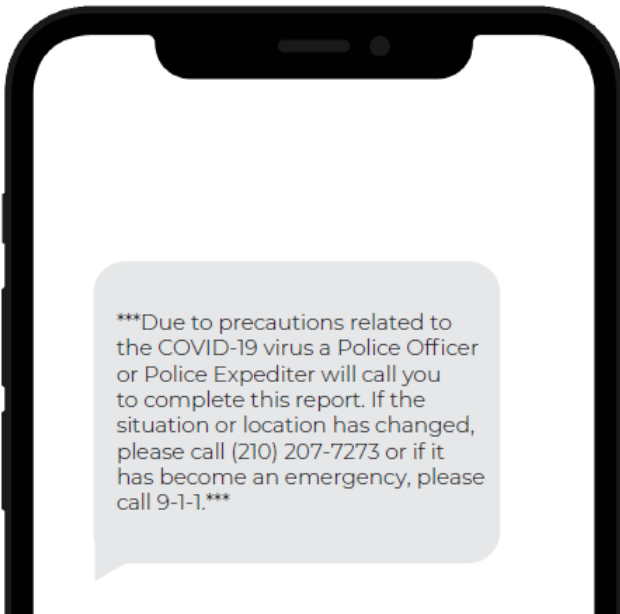 ***Due to precautions related to
the COVID-19 virus a Police Officer
or Police Expediter will call you
to complete this report. If the
situation or location has changed,
please call (210) 207-7273 or if it
has become an emergency, please
call 9-1-1.***